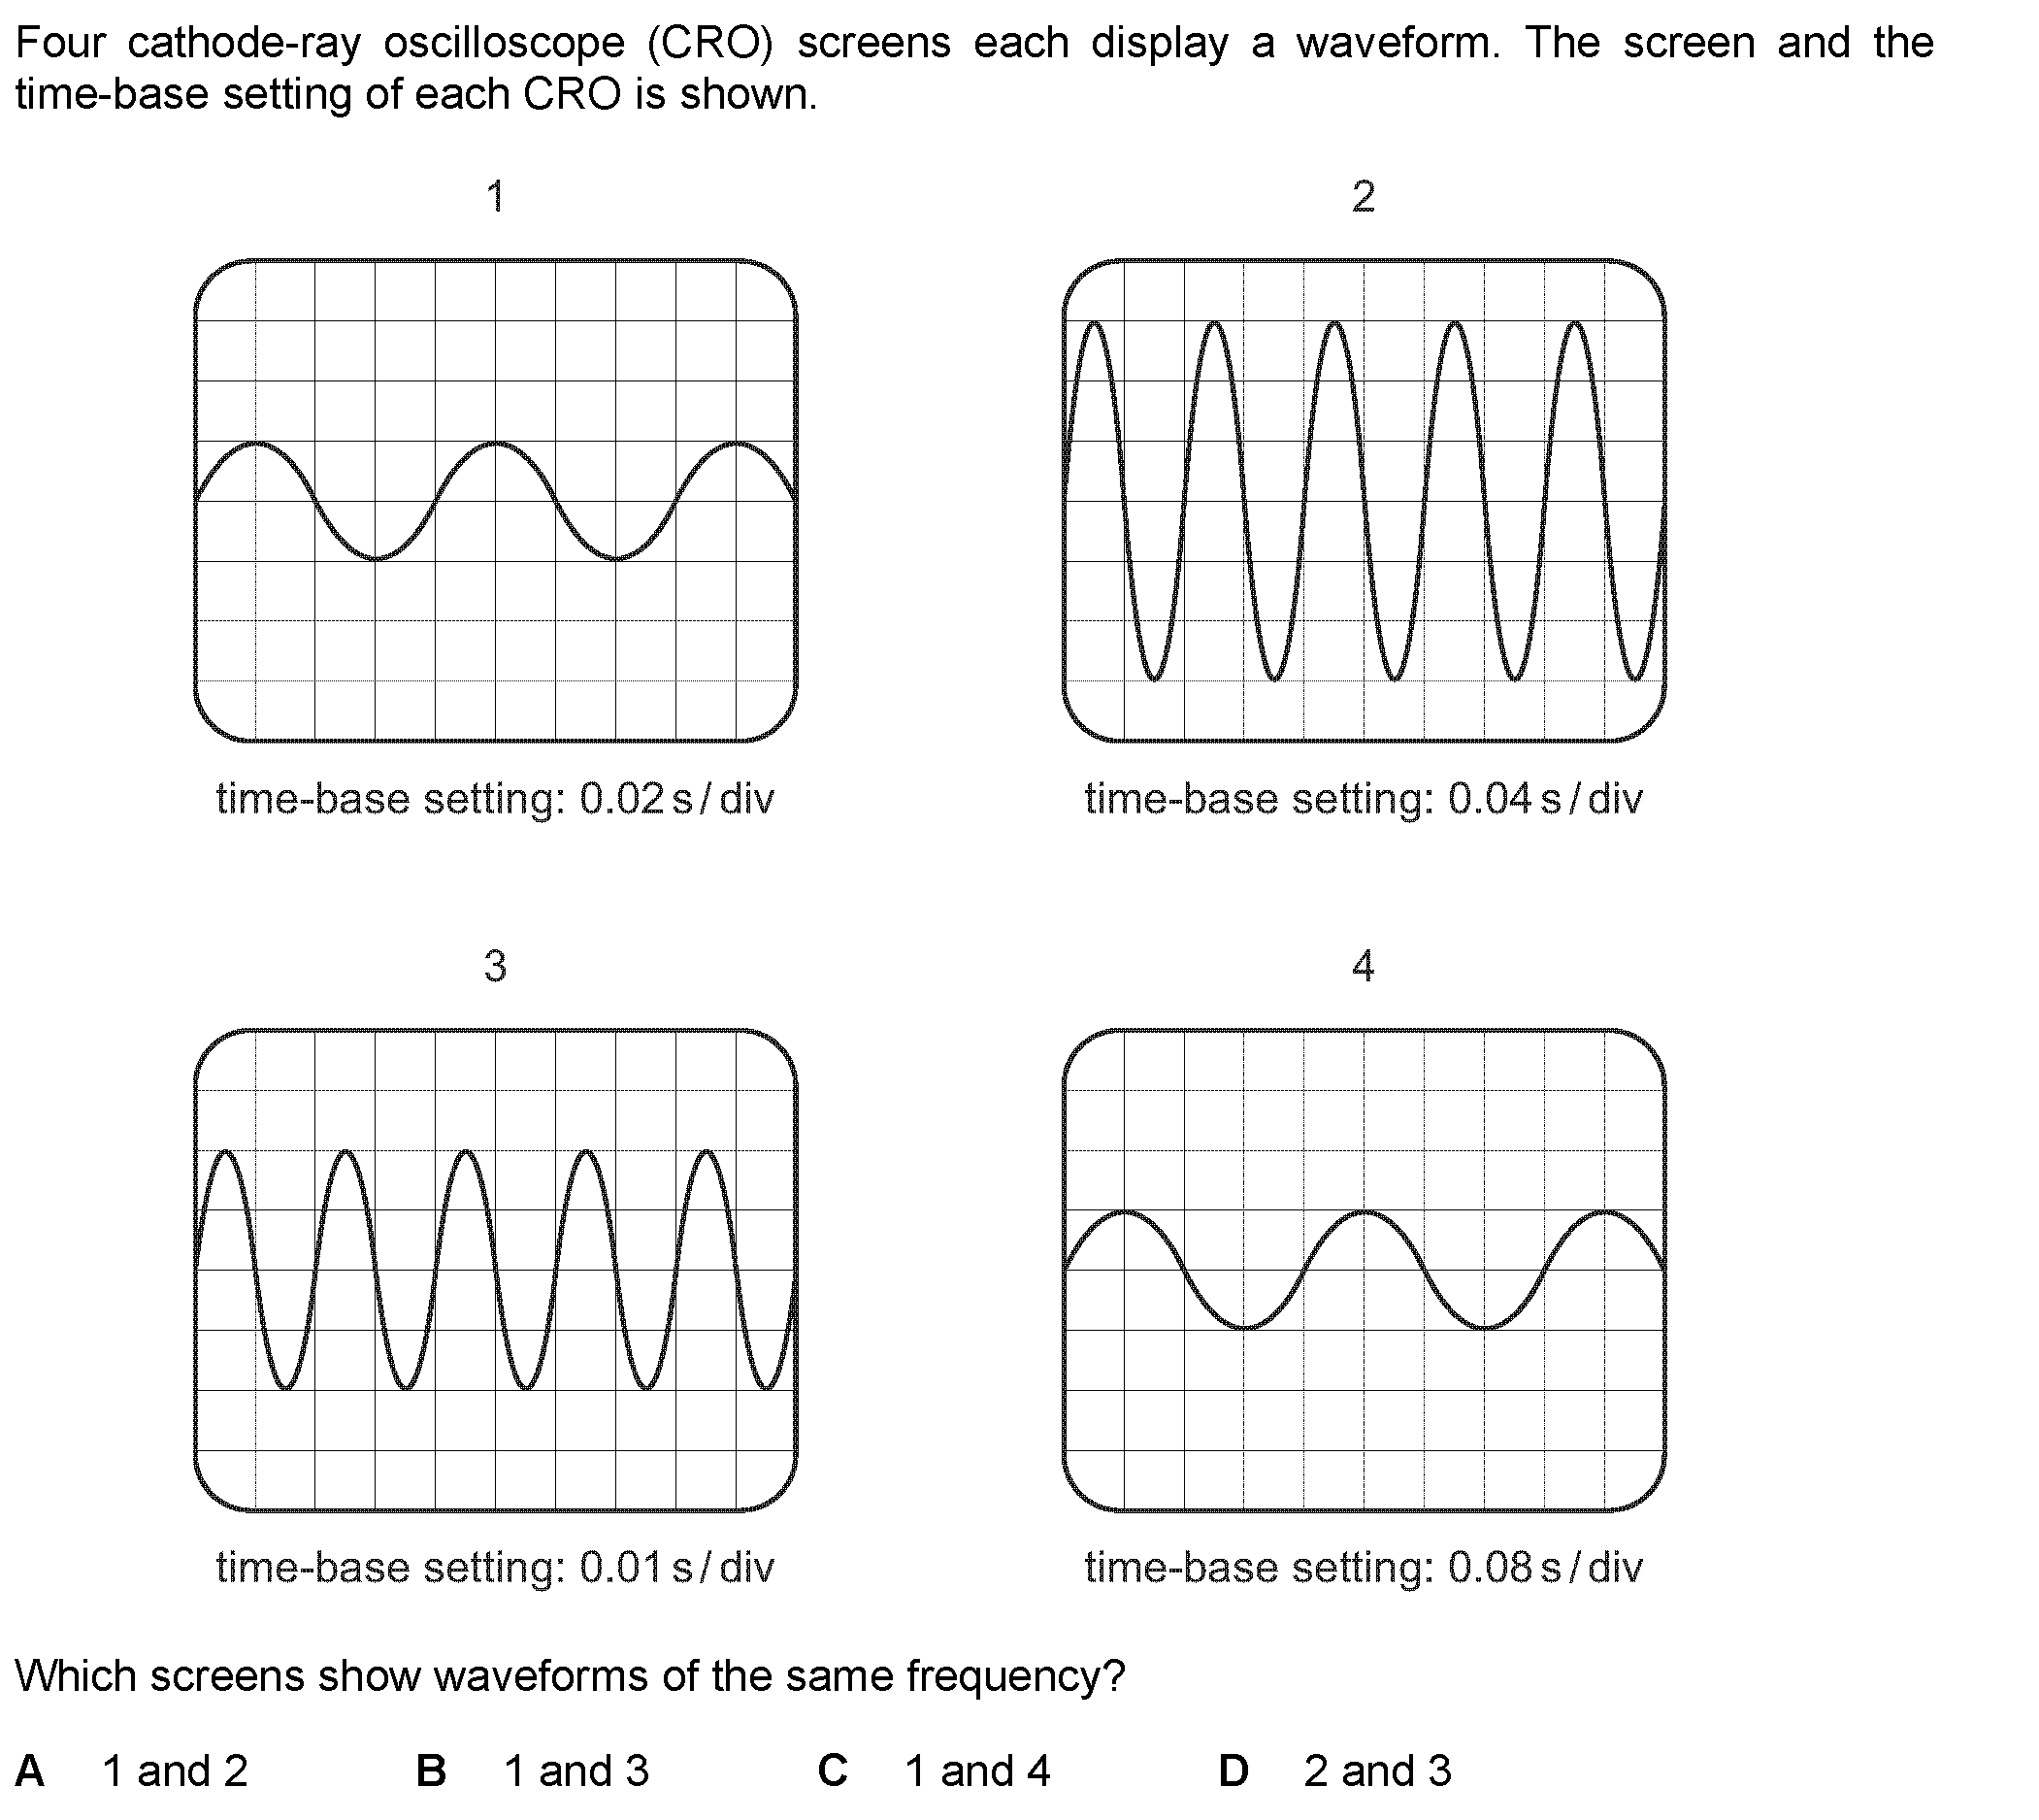 Four cathode-ray oscilloscope (CRO) screens each display a waveform. The screen and the
time-base setting of each CRO is shown.
1
2
time-base setting: 0.02 s / div
time-base setting: 0.04 s / div
3
4
time-base setting: 0.01 s / div
time-base setting: 0.08 s / div
Which screens show waveforms of the same frequency?
A 1 and 2 B 1 and 3 C 1 and 4 D 2 and 3